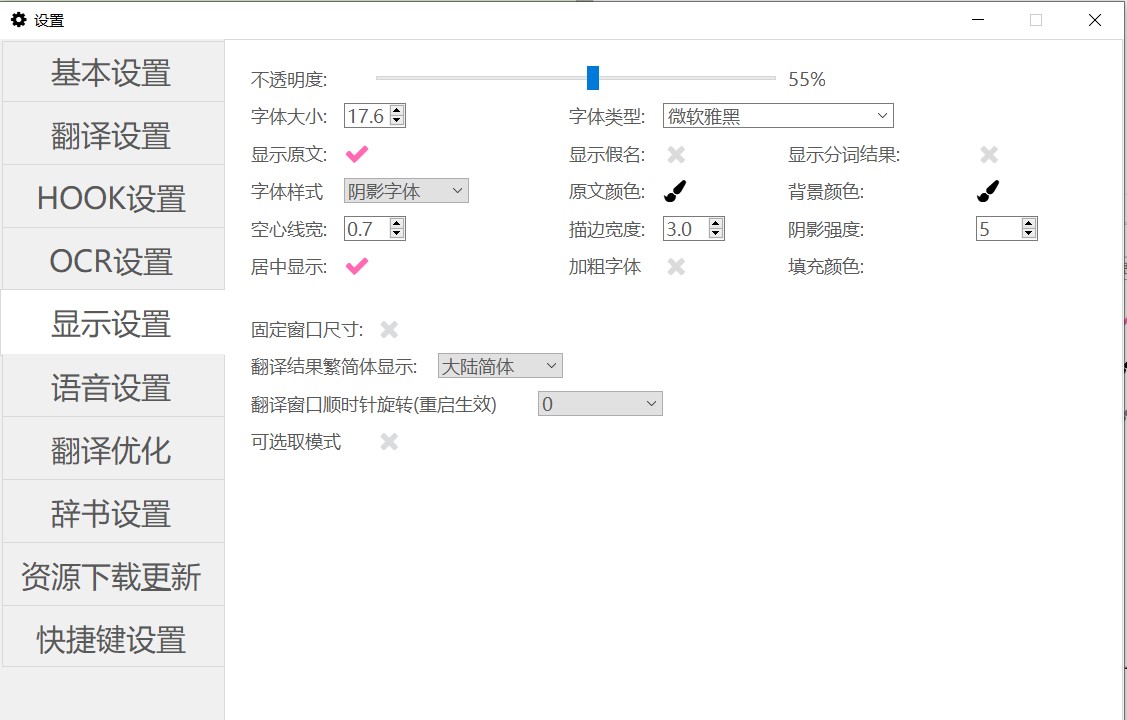 设置
基本设置
翻译设置
HOOK设置
OCR设置
显示设置
语音设置
翻译优化
辞书设置
资源下载更新
快捷键设置
不透明度: 55%
字体大小: 17.6 字体类型: 微软雅黑
显示原文: 显示假名: 显示分词结果:
字体样式 阴影字体 原文颜色: 背景颜色:
空心线宽: 0.7 描边宽度: 3.0 阴影强度: 5
居中显示: 加粗字体 填充颜色:
固定窗口尺寸:
翻译结果繁简体显示: 大陆简体
翻译窗口顺时针旋转(重启生效) 0
可选取模式